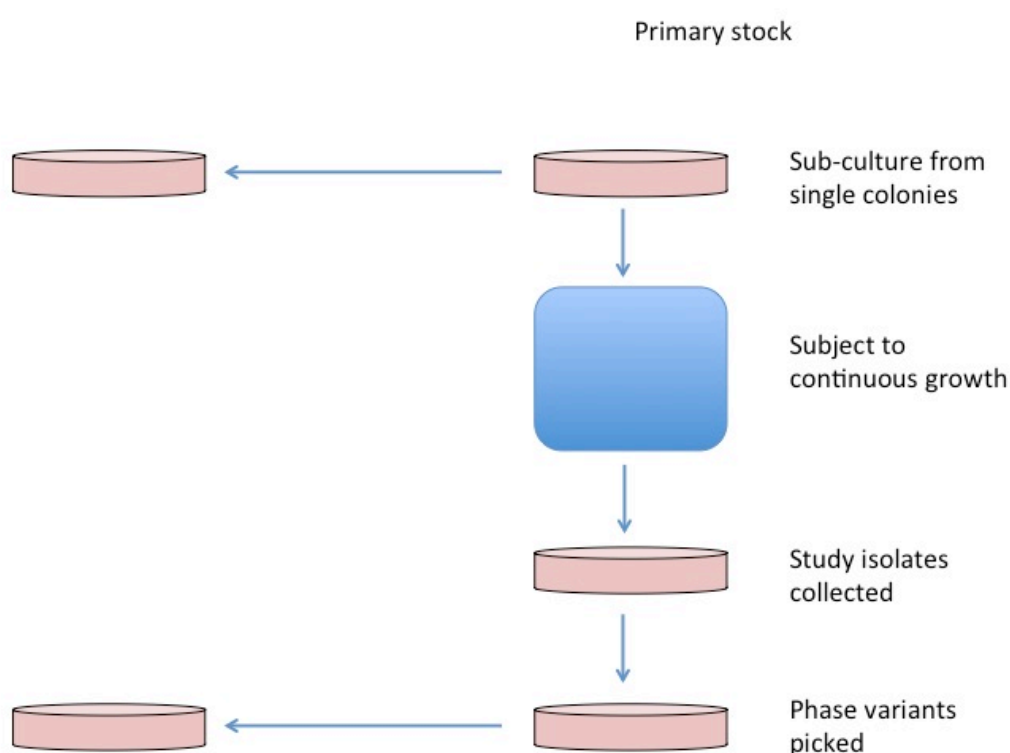 Primary stock
Sub-culture from
single colonies
Subject to
continuous growth
Study isolates
collected
Phase variants
picked